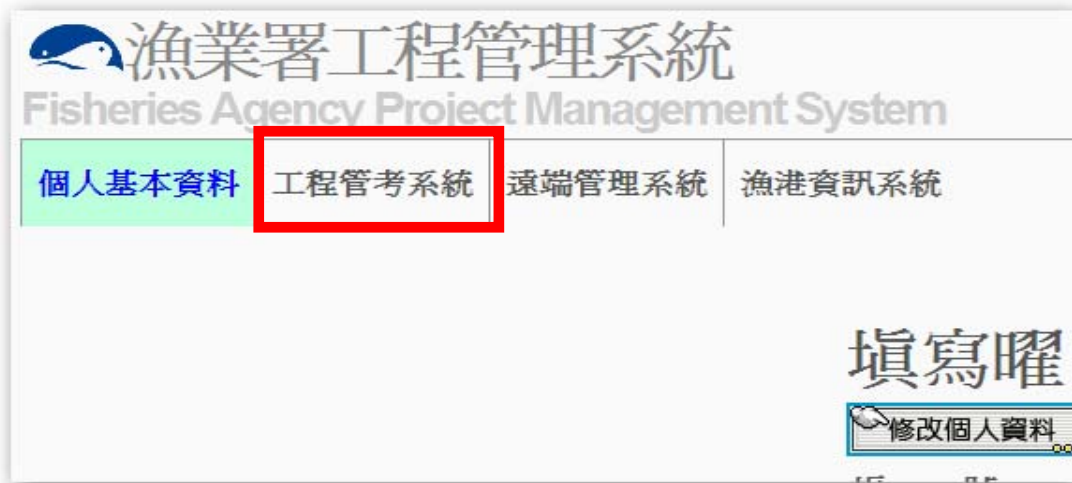 漁業署工程管理系統
Fisheries Agency Project Management System
個人基本資料 工程管考系統 遠端管理系統 漁港資訊系統
填寫曜
修改個人資料